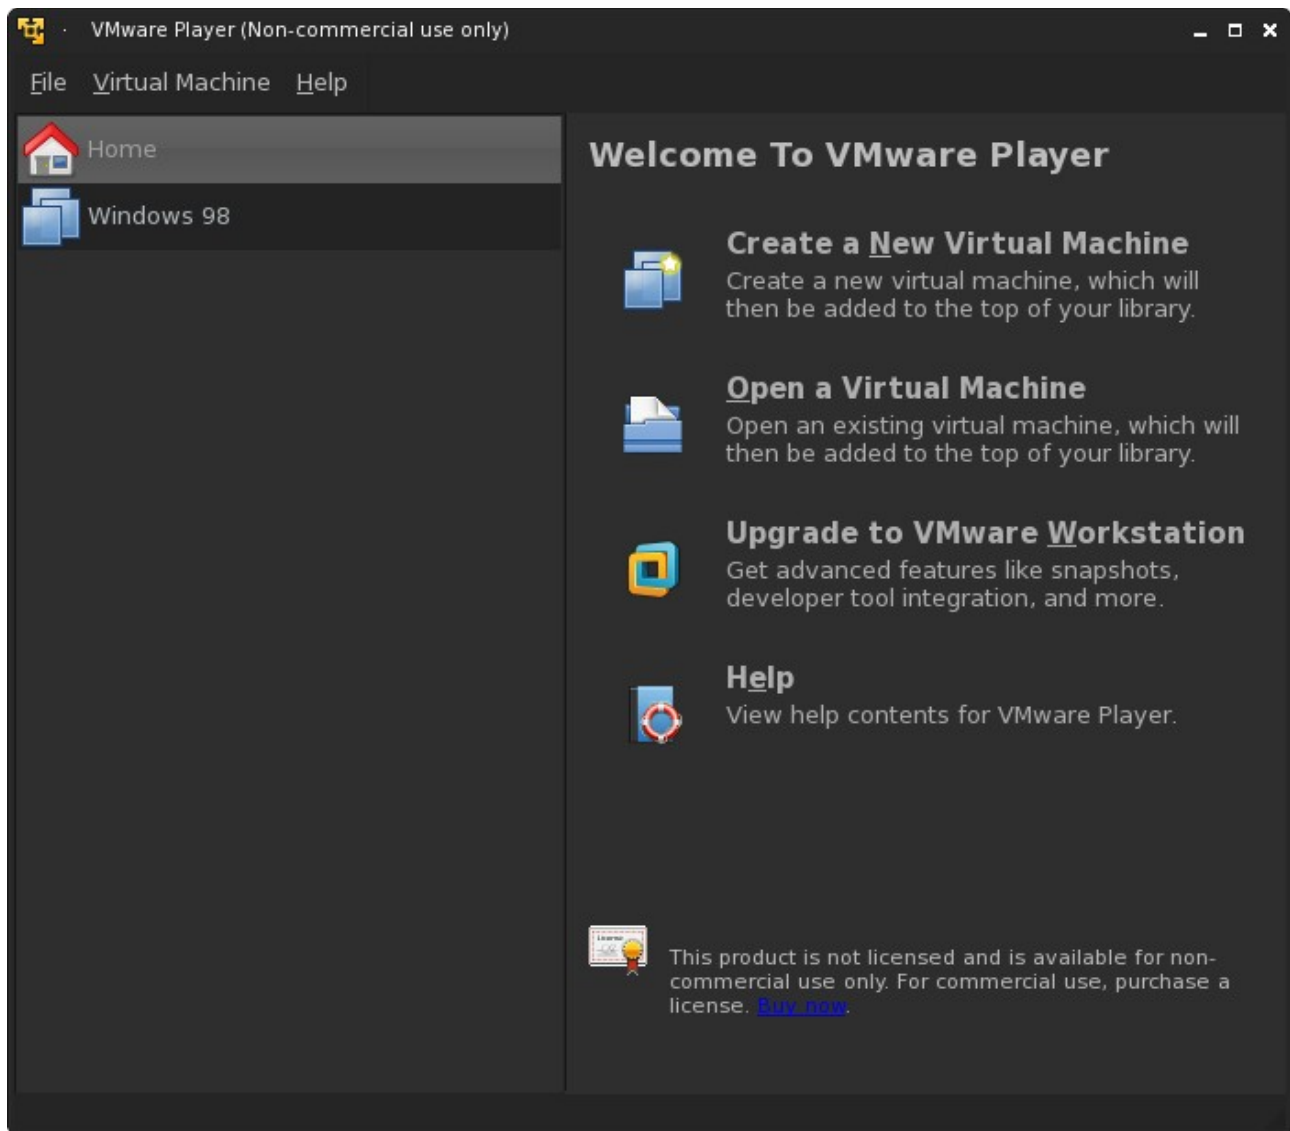 VMware Player (Non-commercial use only)
File Virtual Machine Help
Home
Windows 98
Welcome To VMware Player
Create a New Virtual Machine
Create a new virtual machine, which will
then be added to the top of your library.
Open a Virtual Machine
Open an existing virtual machine, which will
then be added to the top of your library.
Upgrade to VMware Workstation
Get advanced features like snapshots,
developer tool integration, and more.
Help
View help contents for VMware Player.
License
This product is not licensed and is available for non-
commercial use only. For commercial use, purchase a
license. Buy now.